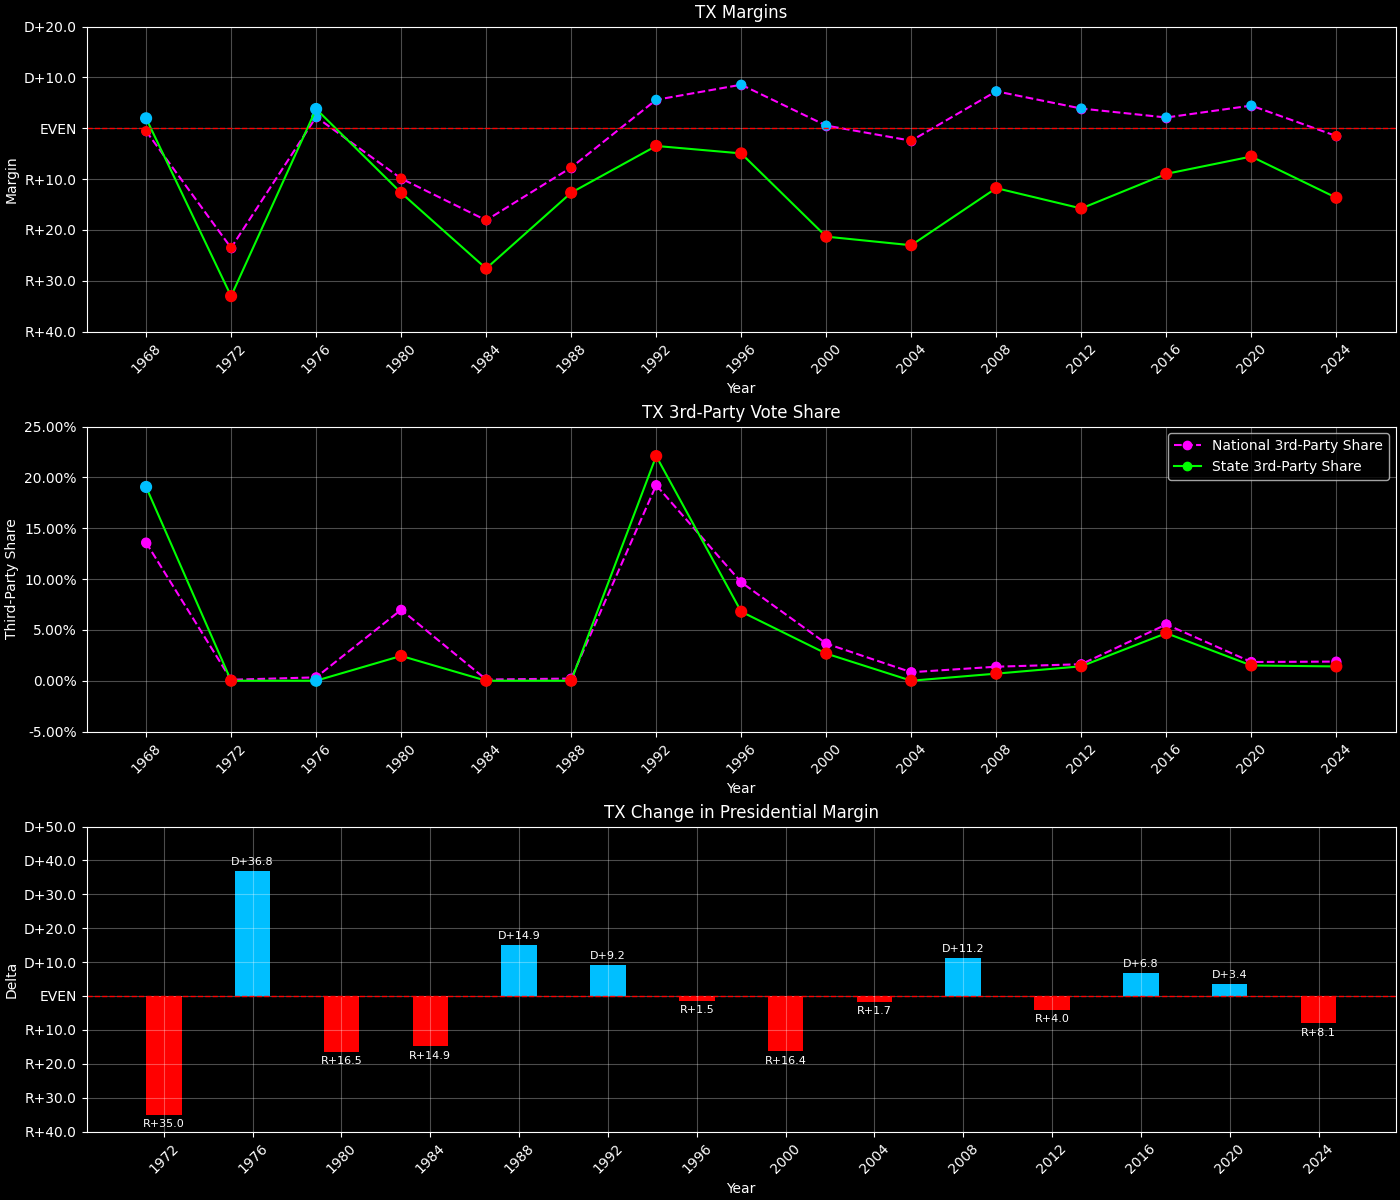 TX Margins
D+20.0
D+10.0
EVEN
R+10.0
R+20.0
R+30.0
R+40.0
Margin
1968 1972 1976 1980 1984 1988 1992 1996 2000 2004 2008 2012 2016 2020 2024
Year
TX 3rd-Party Vote Share
25.00%
20.00%
15.00%
10.00%
5.00%
0.00%
-5.00%
Third-Party Share
National 3rd-Party Share
State 3rd-Party Share
1968 1972 1976 1980 1984 1988 1992 1996 2000 2004 2008 2012 2016 2020 2024
Year
TX Change in Presidential Margin
D+50.0
D+40.0
D+30.0
D+20.0
D+10.0
EVEN
R+10.0
R+20.0
R+30.0
R+40.0
Delta
R+35.0
D+36.8
R+16.5
R+14.9
D+14.9
D+9.2
R+1.5
R+16.4
R+1.7
D+11.2
R+4.0
D+6.8
D+3.4
R+8.1
1972 1976 1980 1984 1988 1992 1996 2000 2004 2008 2012 2016 2020 2024
Year